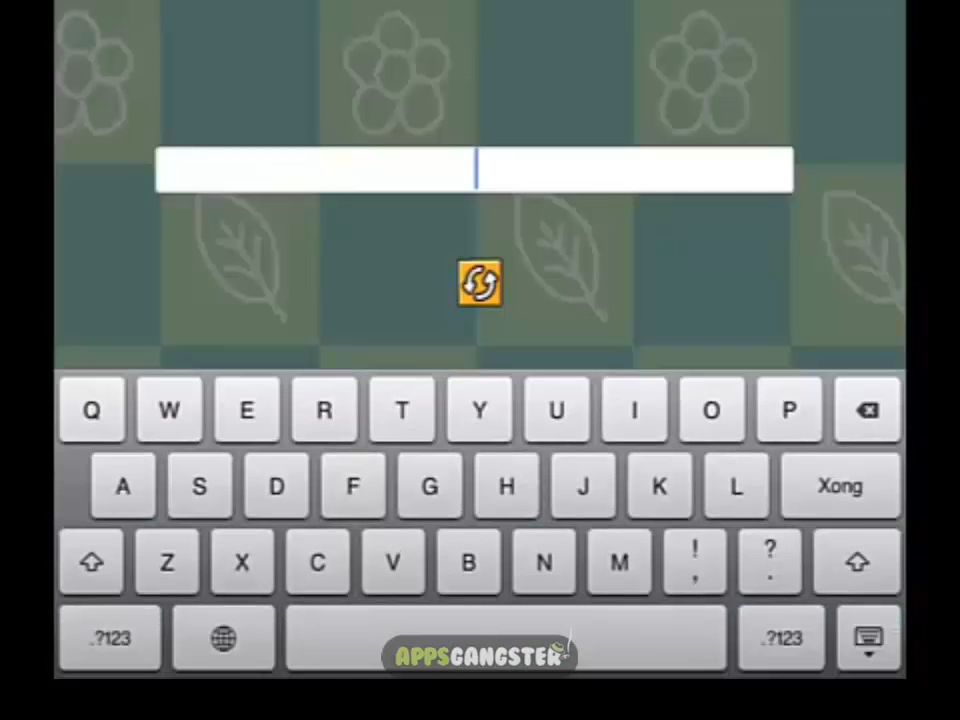 Q W E R T Y U I O P
A S D F G H J K L Xong
Z X C V B N M ! , ? .
.?123 .?123
APPSGANGSTER